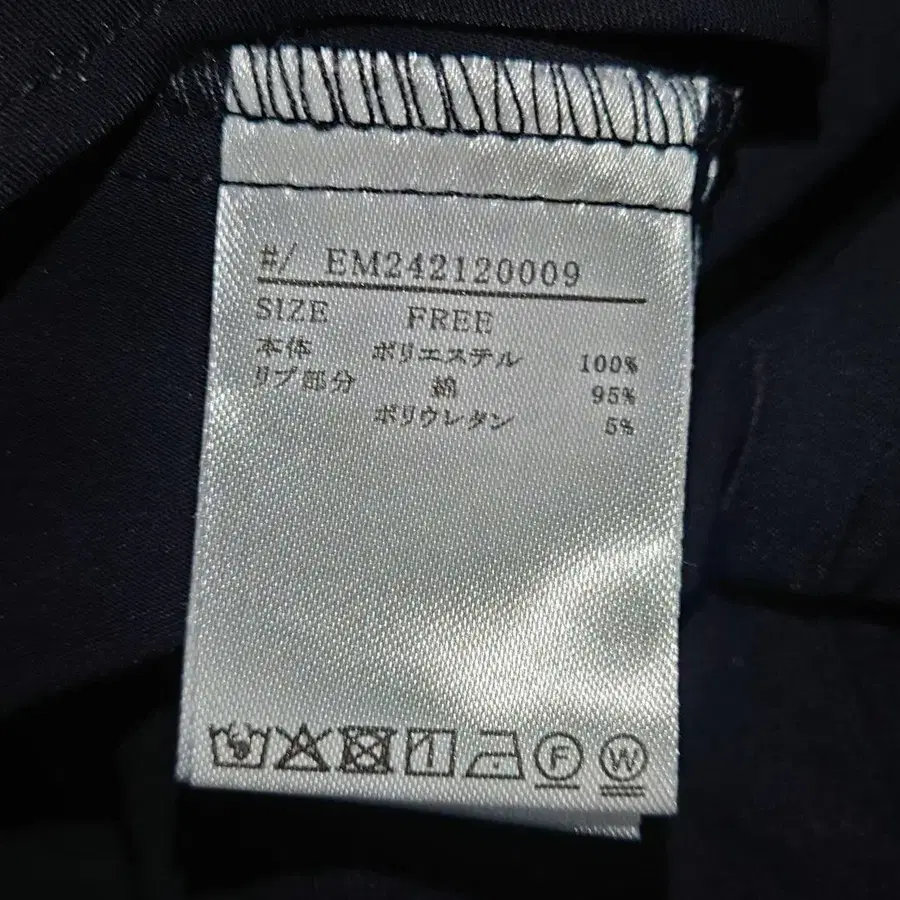 #/ EM242120009
SIZE FREE
本体 ポリエステル 100%
リブ部分 綿 95%
ポリウレタン 5%
F W